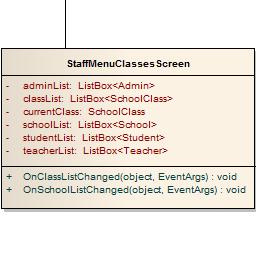 StaffMenuClassesScreen
- adminList: ListBox<Admin>
- classList: ListBox<SchoolClass>
- currentClass: SchoolClass
- schoolList: ListBox<School>
- studentList: ListBox<Student>
- teacherList: ListBox<Teacher>
+ OnClassListChanged(object, EventArgs) : void
+ OnSchoolListChanged(object, EventArgs) : void